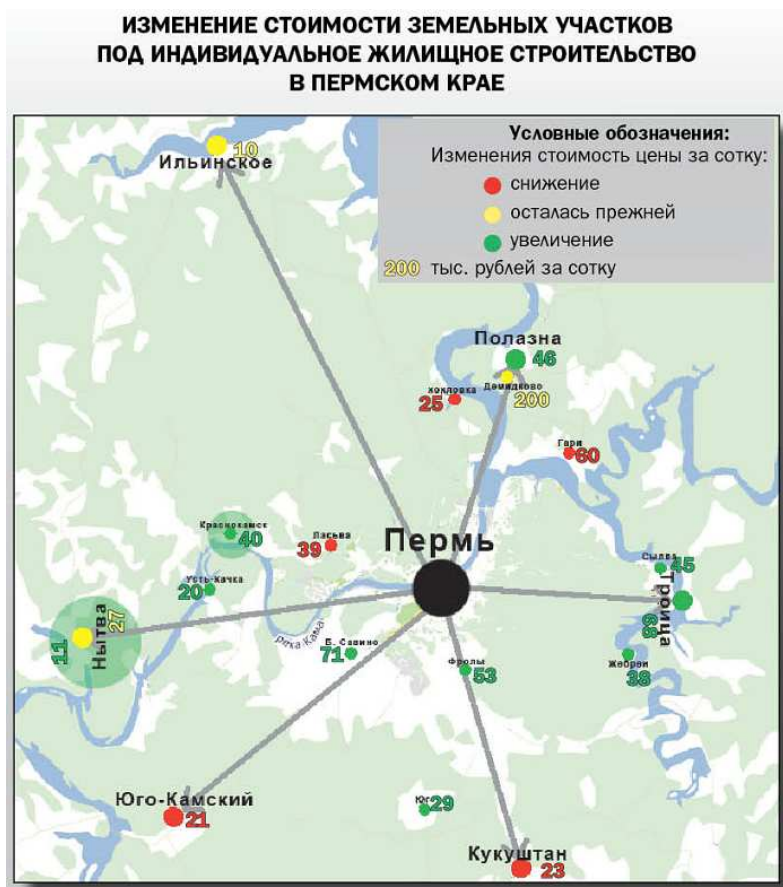 ИЗМЕНЕНИЕ СТОИМОСТИ ЗЕМЕЛЬНЫХ УЧАСТКОВ
ПОД ИНДИВИДУАЛЬНОЕ ЖИЛИЩНОЕ СТРОИТЕЛЬСТВО
В ПЕРМСКОМ КРАЕ
Условные обозначения:
Изменения стоимость цены за сотку:
снижение
осталась прежней
увеличение
200 тыс. рублей за сотку
10
Ильинское
Полазна
46
Демидково
200
Хохловка
25
Гари
60
Краснокамск
40
Ласьва
39
Пермь
Сылва
45
Троица
89
Усть-Качка
20
Нытва
27
11
река Кама
Б. Савино
71
Фролы
53
Жебреи
38
Юго-Камский
21
Юг
29
Кукуштан
23